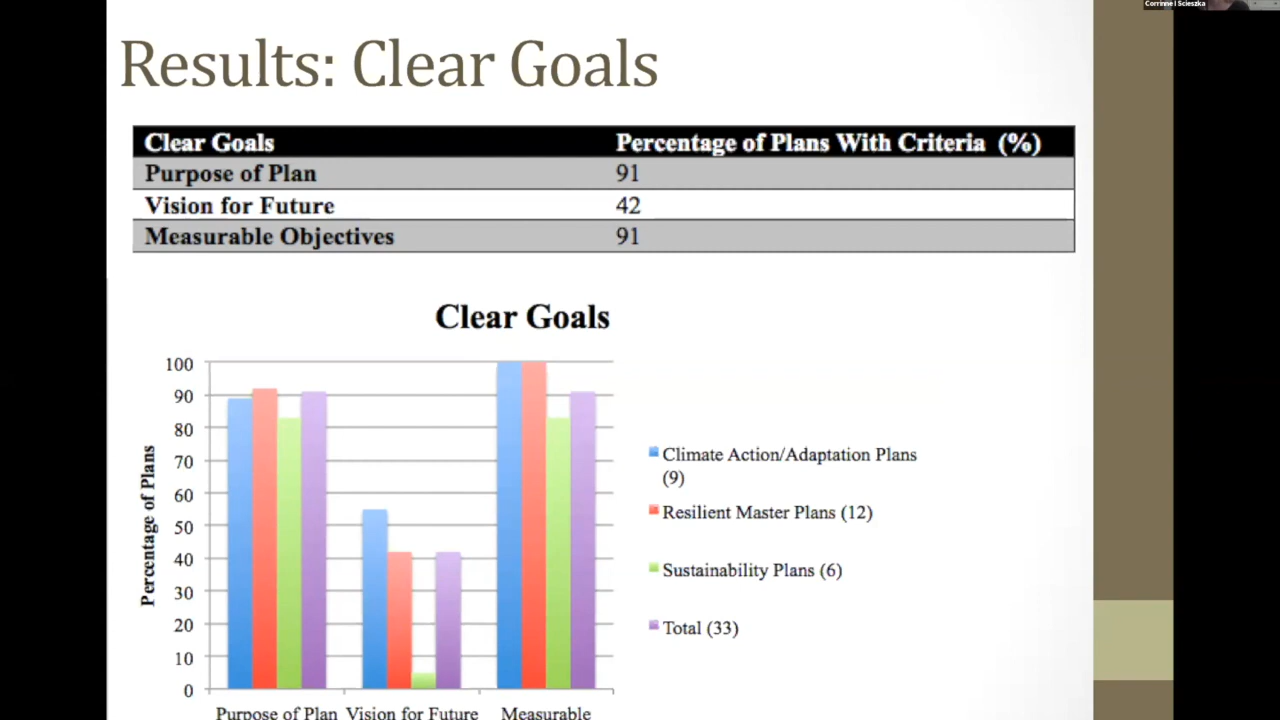 Corrinne I Scieszka
Results: Clear Goals
Clear Goals Percentage of Plans With Criteria (%)
Purpose of Plan 91
Vision for Future 42
Measurable Objectives 91
Clear Goals
100
90
80
70
60
50
40
30
20
10
0
Percentage of Plans
Purpose of Plan Vision for Future Measurable
Climate Action/Adaptation Plans
(9)
Resilient Master Plans (12)
Sustainability Plans (6)
Total (33)